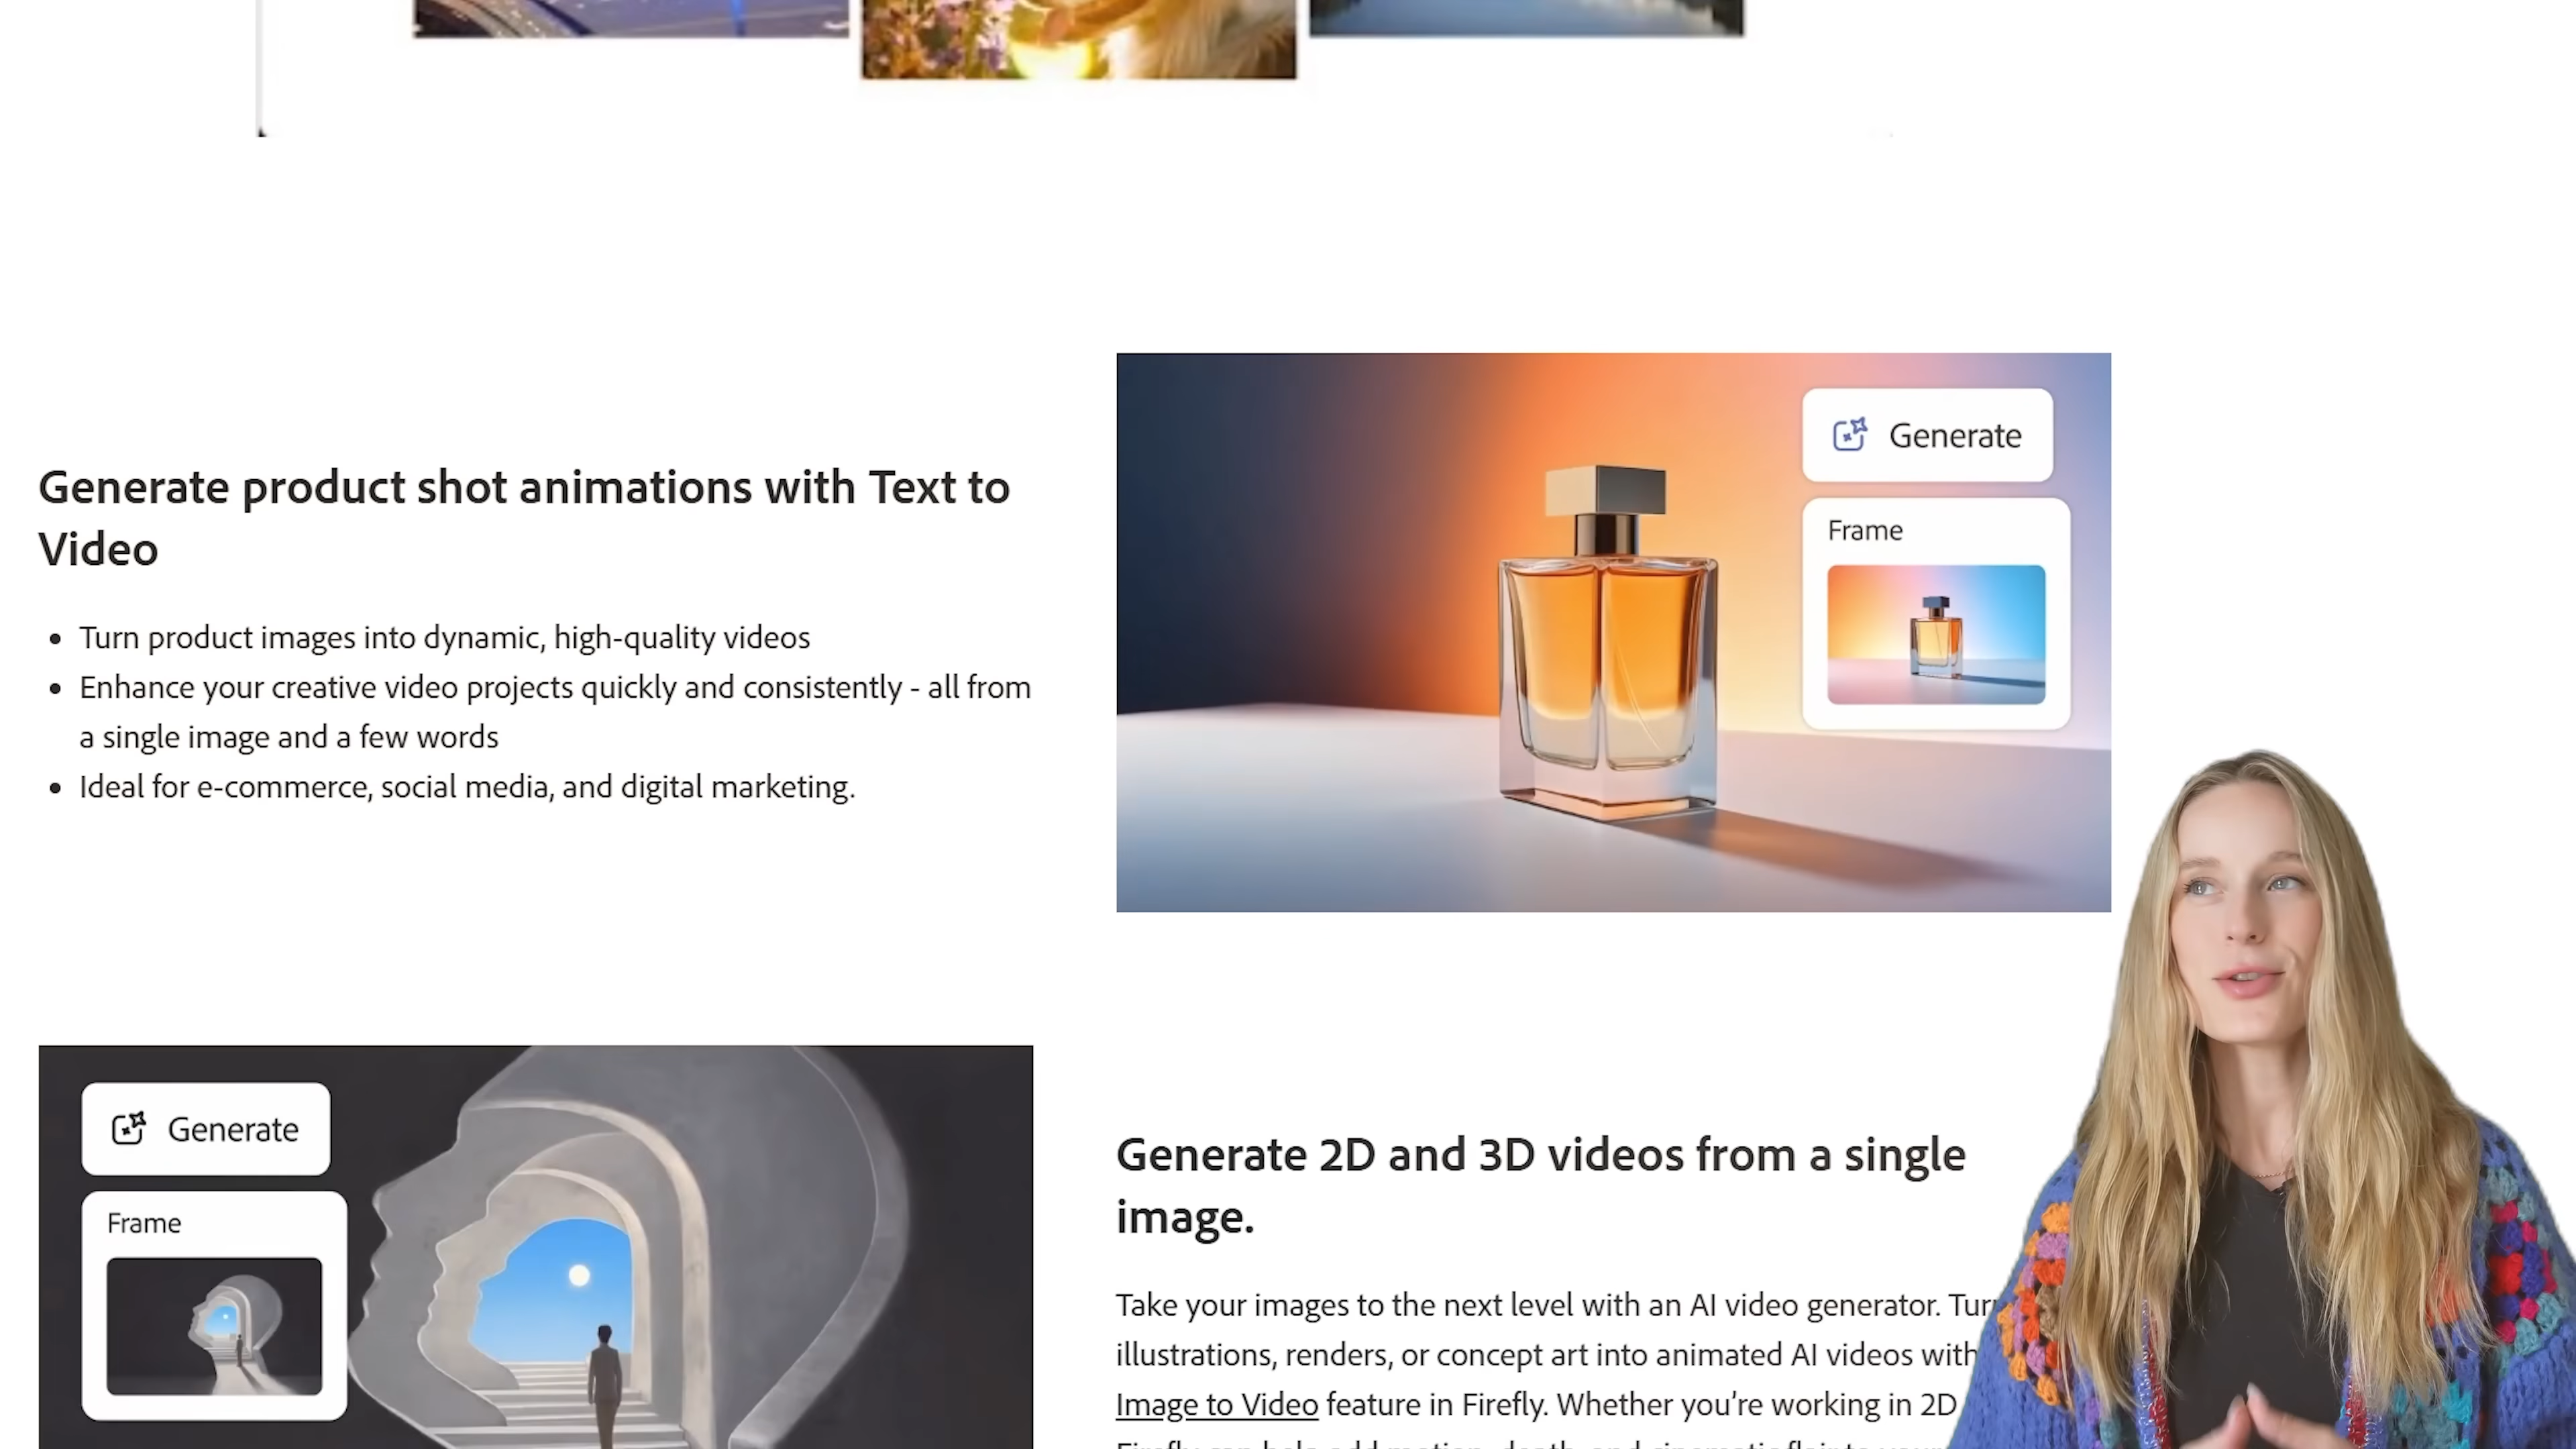 Generate product shot animations with Text to
Video
Turn product images into dynamic, high-quality videos
Enhance your creative video projects quickly and consistently - all from
a single image and a few words
Ideal for e-commerce, social media, and digital marketing.
Generate
Frame
Generate
Frame
Generate 2D and 3D videos from a single
image.
Take your images to the next level with an AI video generator.
illustrations, renders, or concept art into animated AI videos with
Image to Video feature in Firefly. Whether you're working in 2D